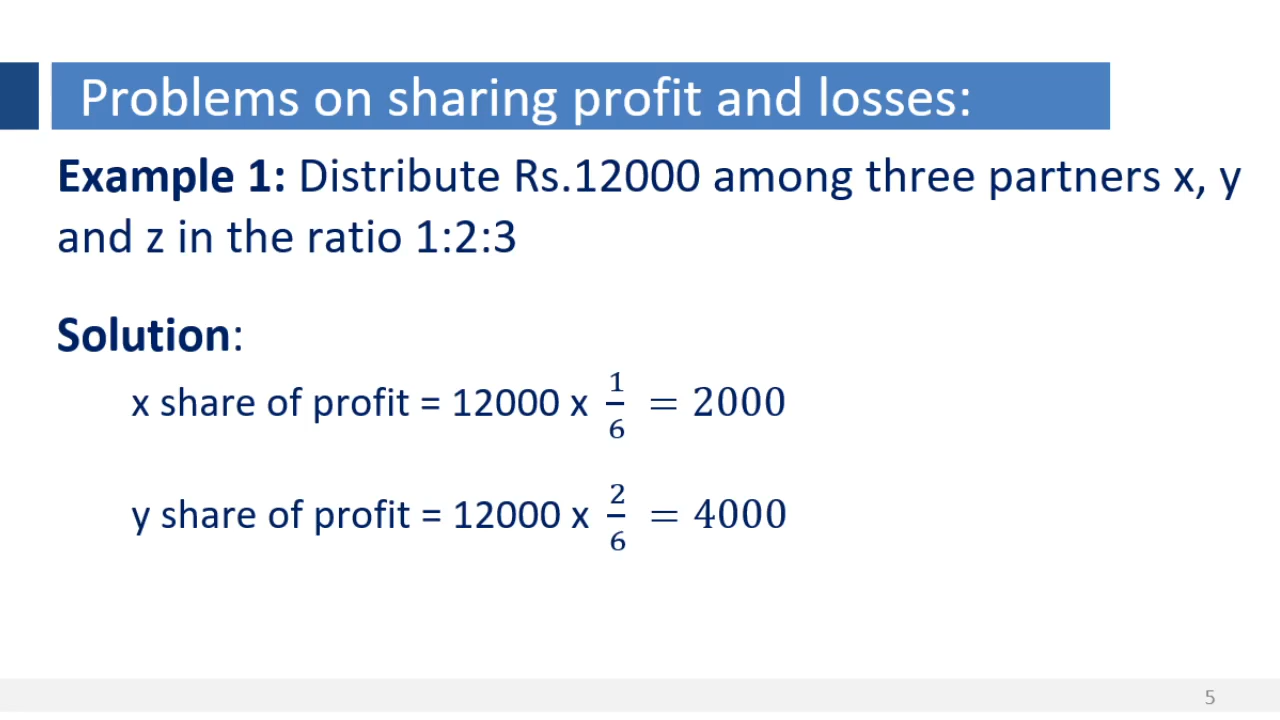 Problems on sharing profit and losses:
Example 1: Distribute Rs.12000 among three partners x, y
and z in the ratio 1:2:3
Solution:
x share of profit = 12000 x 1/6 = 2000
y share of profit = 12000 x 2/6 = 4000
5